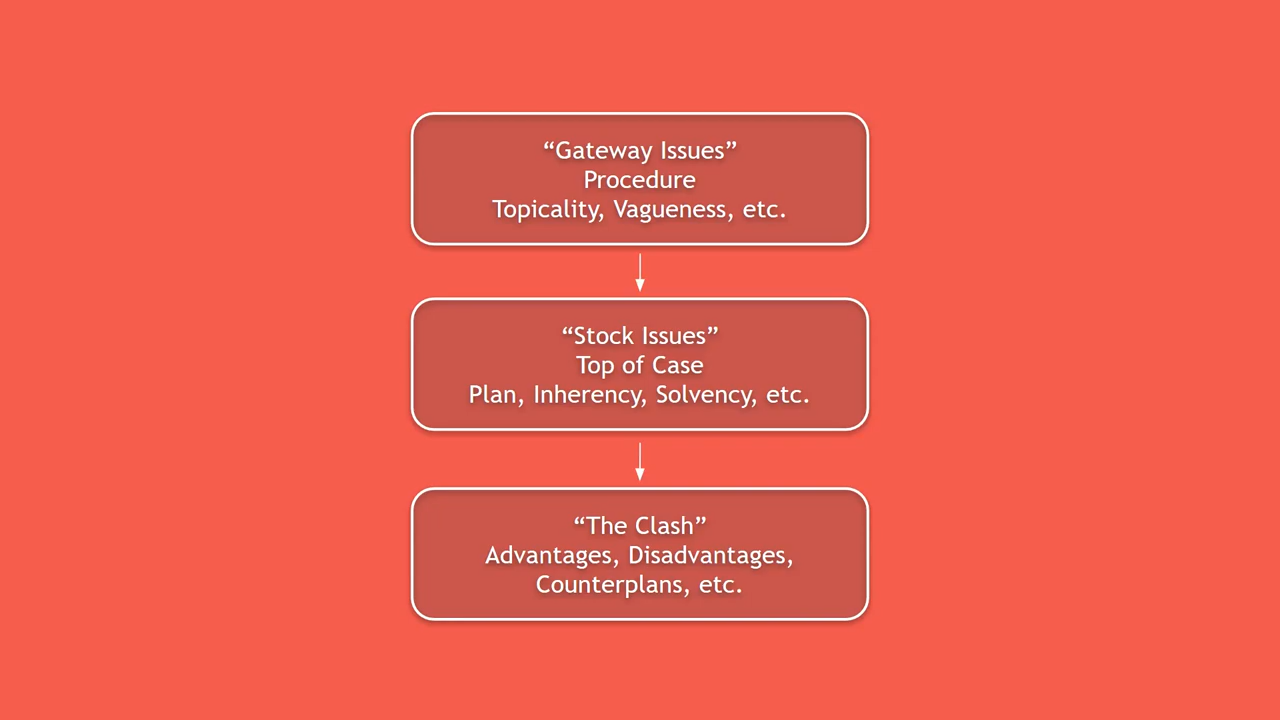 “Gateway Issues”
Procedure
Topicality, Vagueness, etc.
“Stock Issues”
Top of Case
Plan, Inherency, Solvency, etc.
“The Clash”
Advantages, Disadvantages,
Counterplans, etc.